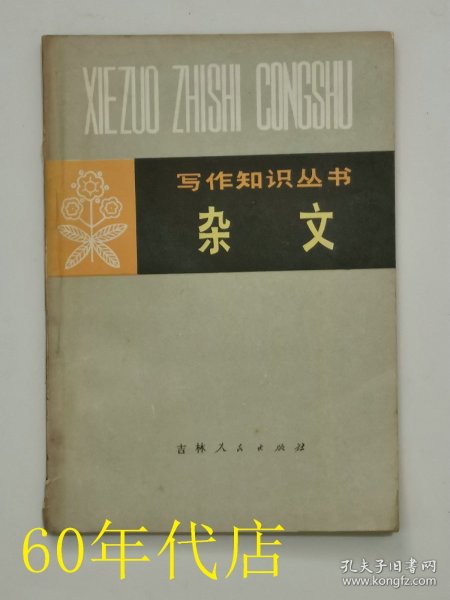 XIEZUO ZHISHI CONGSHU
写作知识丛书
杂文
吉林人民出版社
60年代店
孔夫子旧书网
www.kongfz.com